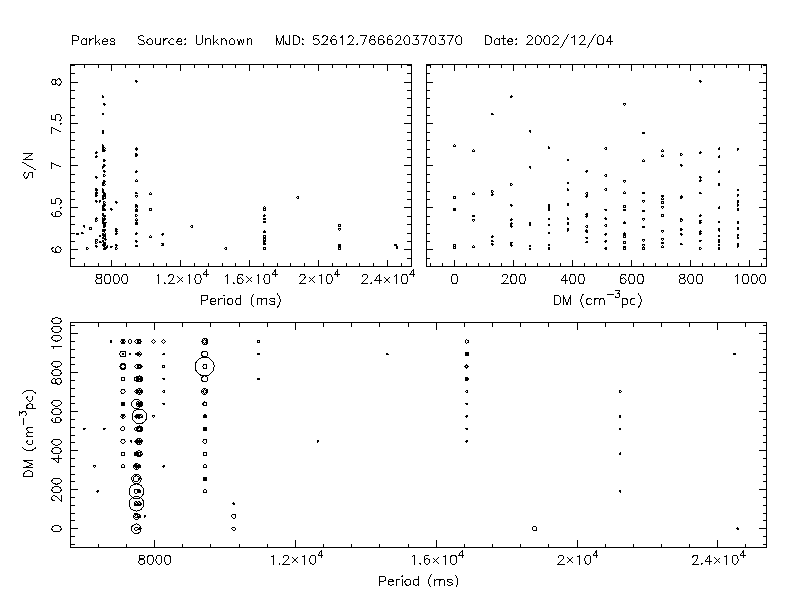 Parkes Source: Unknown MJD: 52612.766620370370 Date: 2002/12/04
S/N
8
7.5
7
6.5
6
8000 1.2×10⁴ 1.6×10⁴ 2×10⁴ 2.4×10⁴
Period (ms)
0 200 400 600 800 1000
DM (cm⁻³pc)
DM (cm⁻³pc)
1000
800
600
400
200
0
8000 1.2×10⁴ 1.6×10⁴ 2×10⁴ 2.4×10⁴
Period (ms)